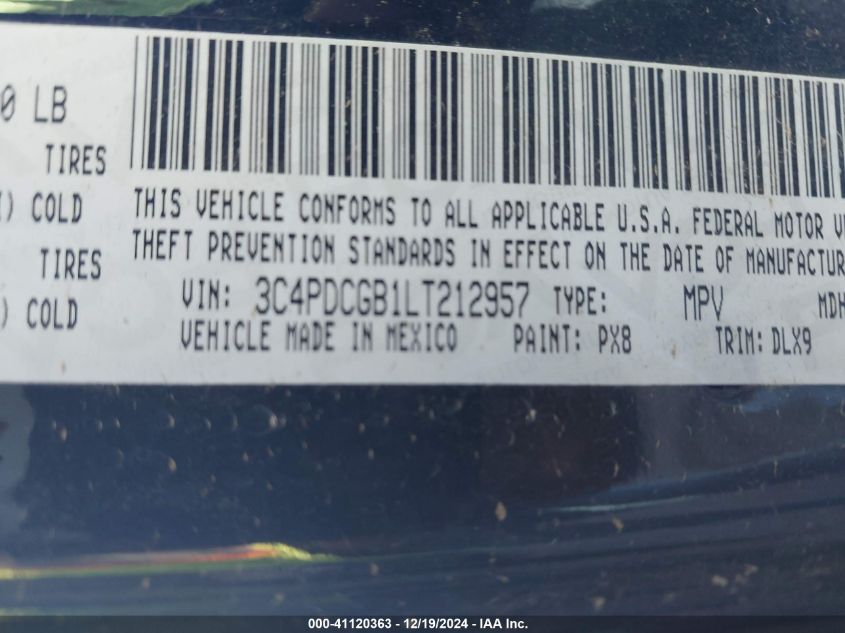 0 LB
TIRES
) COLD
THIS VEHICLE CONFORMS TO ALL APPLICABLE U.S.A. FEDERAL MOTOR V
THEFT PREVENTION STANDARDS IN EFFECT ON THE DATE OF MANUFACTUR
TIRES
VIN: 3C4PDCGB1LT212957 TYPE: MPV MDH
) COLD
VEHICLE MADE IN MEXICO PAINT: PX8 TRIM: DLX9
000-41120363 - 12/19/2024 - IAA Inc.